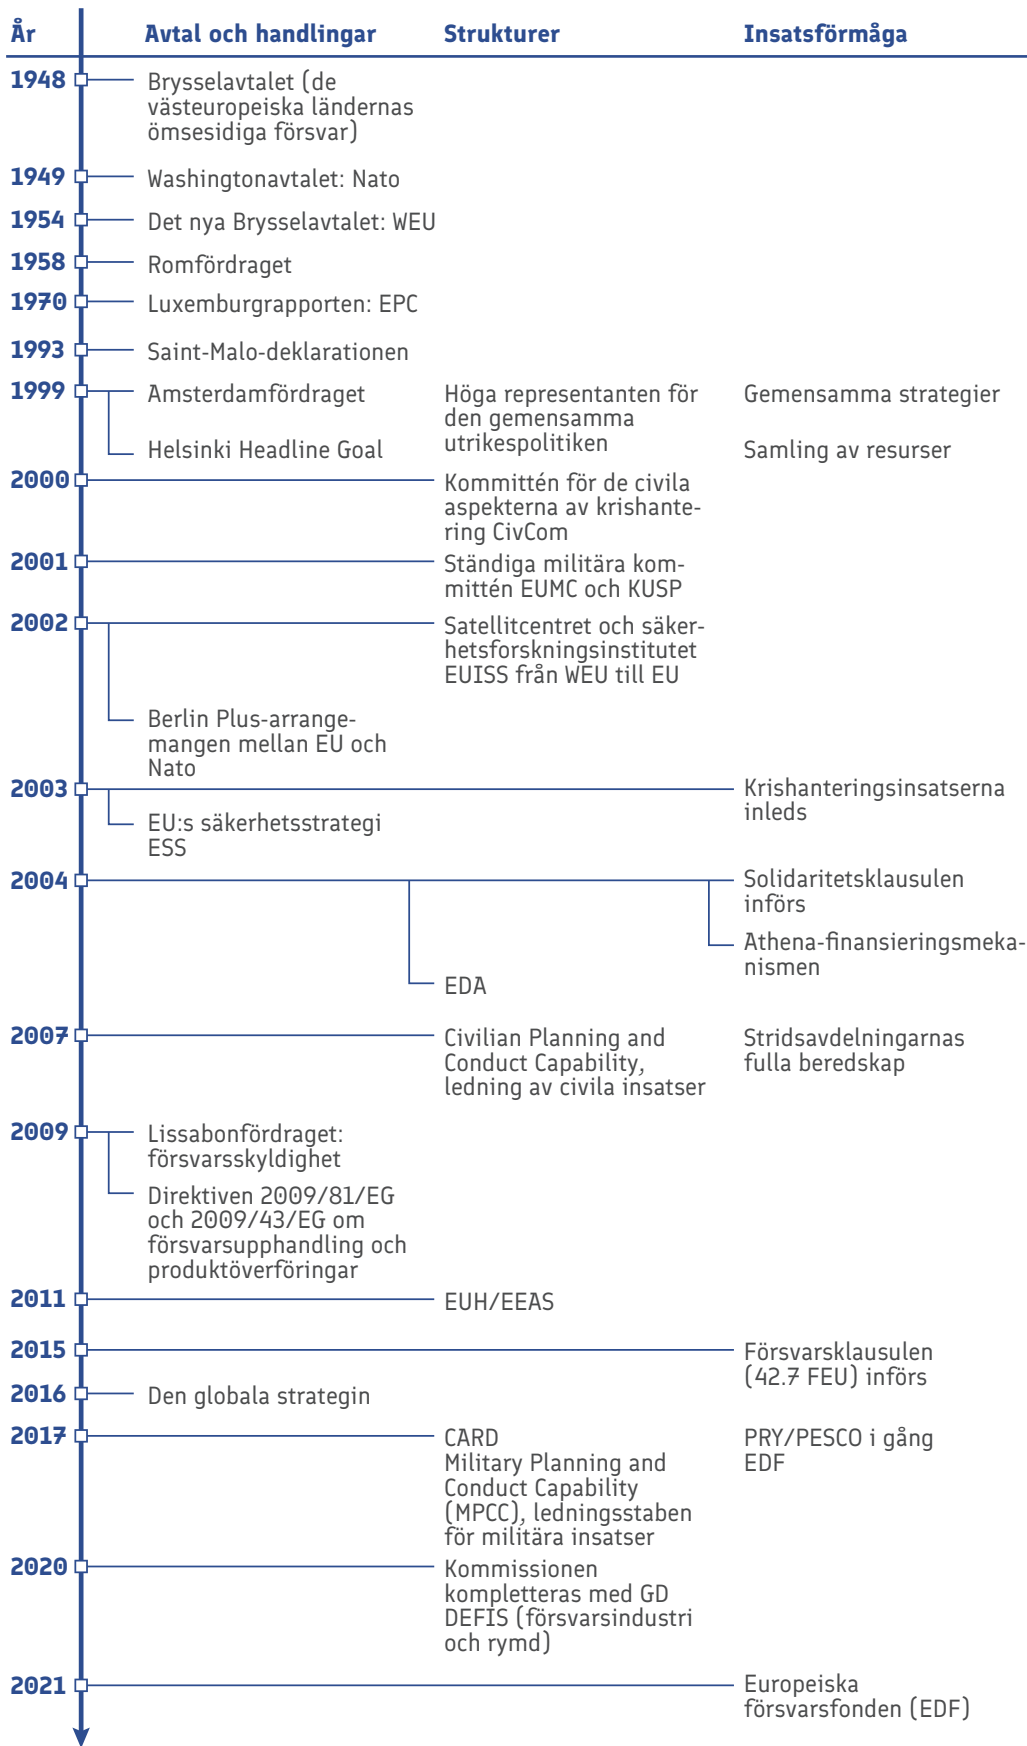 År Avtal och handlingar Strukturer Insatsförmåga
1948 Brysselavtalet (de
västeuropeiska ländernas
ömsesidiga försvar)
1949 Washingtonavtalet: Nato
1954 Det nya Brysselavtalet: WEU
1958 Romfördraget
1970 Luxemburgrapporten: EPC
1993 Saint-Malo-deklarationen
1999 Amsterdamfördraget
Helsinki Headline Goal
Höga representanten för
den gemensamma
utrikespolitiken
Gemensamma strategier
Samling av resurser
2000 Kommittén för de civila
aspekterna av krishante-
ring CivCom
2001 Ständiga militära kom-
mittén EUMC och KUSP
2002 Satellitcentret och säker-
hetsforskningsinstitutet
EUISS från WEU till EU
Berlin Plus-arrange-
mangen mellan EU och
Nato
2003 Krishanteringsinsatserna
inleds
EU:s säkerhetsstrategi
ESS
2004 Solidaritetsklausulen
införs
Athena-finansieringsmeka-
nismen
EDA
2007 Civilian Planning and
Conduct Capability,
ledning av civila insatser
Stridsavdelningarnas
fulla beredskap
2009 Lissabonfördraget:
försvarsskyldighet
Direktiven 2009/81/EG
och 2009/43/EG om
försvarsupphandling och
produktöverföringar
2011 EUH/EEAS
2015 Försvarsklausulen
(42.7 FEU) införs
2016 Den globala strategin
2017 CARD
Military Planning and
Conduct Capability
(MPCC), ledningsstaben
för militära insatser
PRY/PESCO i gång
EDF
2020 Kommissionen
kompletteras med GD
DEFIS (försvarsindustri
och rymd)
2021 Europeiska
försvarsfonden (EDF)